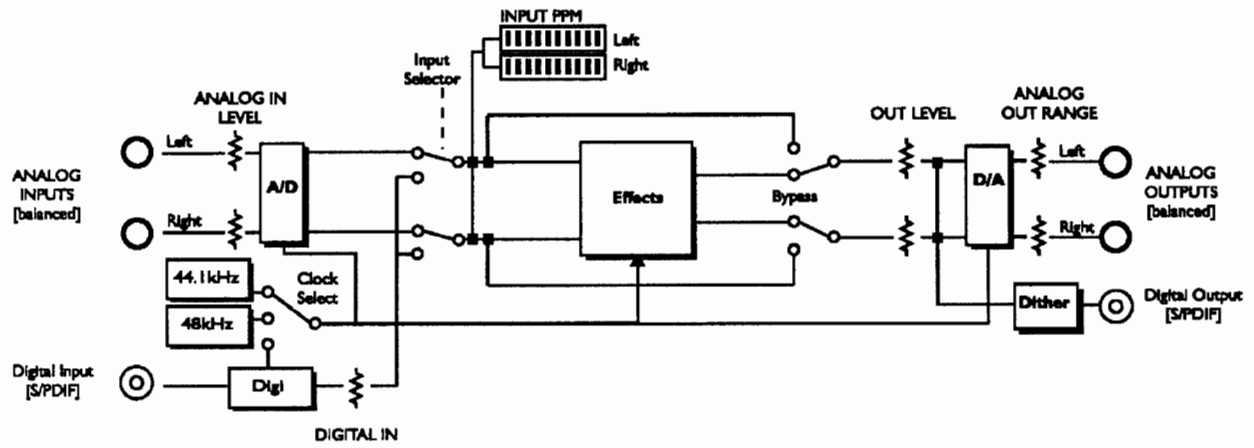 INPUT PPM
Left
Right
Input
Selector
ANALOG IN
LEVEL
ANALOG
OUT RANGE
OUT LEVEL
Left
Left
A/D
D/A
ANALOG
INPUTS
[balanced]
Effects
Bypass
ANALOG
OUTPUTS
[balanced]
Right
Right
44.1kHz
Clock
Select
48kHz
Dither
Digital Output
[S/PDIF]
Digital Input
[S/PDIF]
Digi
DIGITAL IN